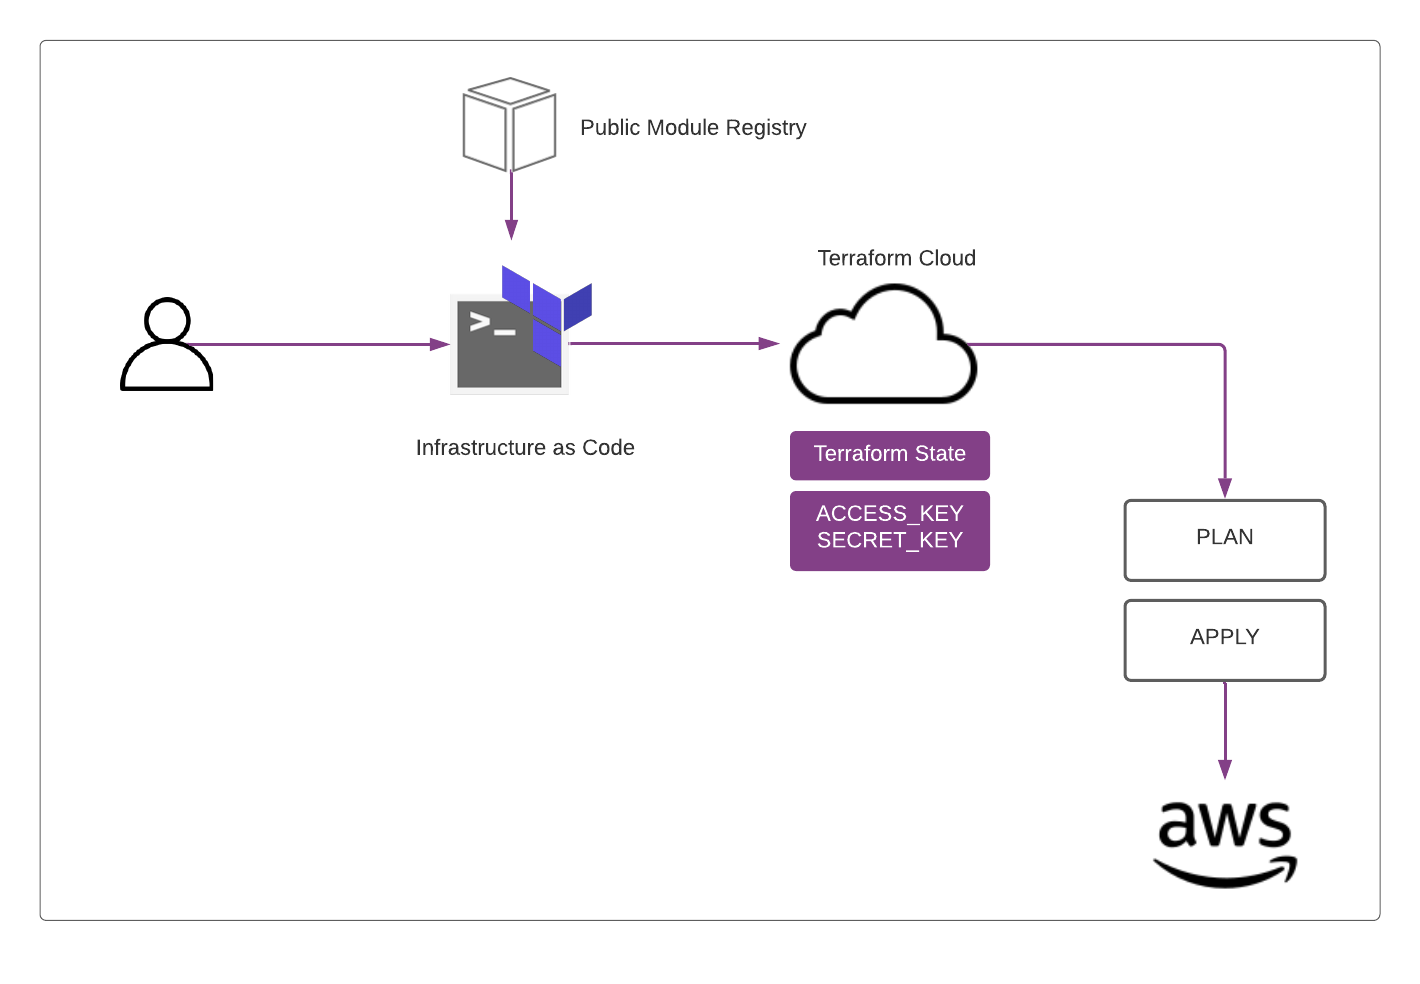 Public Module Registry
Terraform Cloud
>_
Infrastructure as Code
Terraform State
ACCESS_KEY
SECRET_KEY
PLAN
APPLY
aws